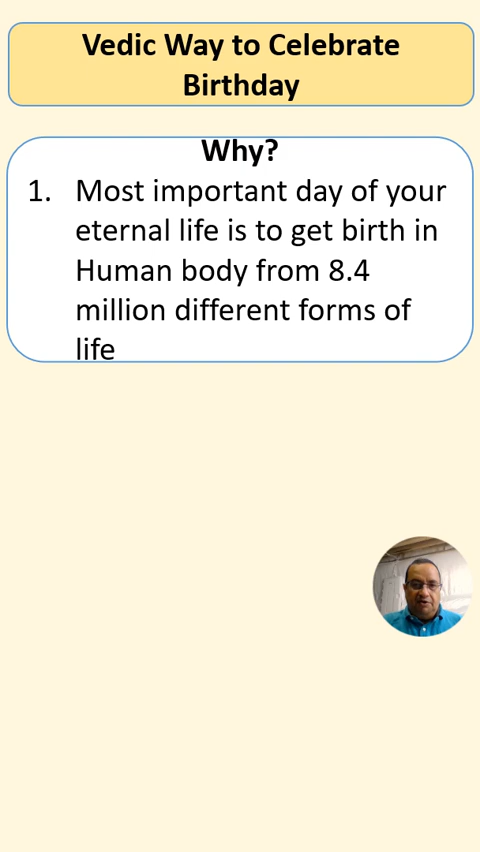 Vedic Way to Celebrate
Birthday
Why?
1. Most important day of your
eternal life is to get birth in
Human body from 8.4
million different forms of
life